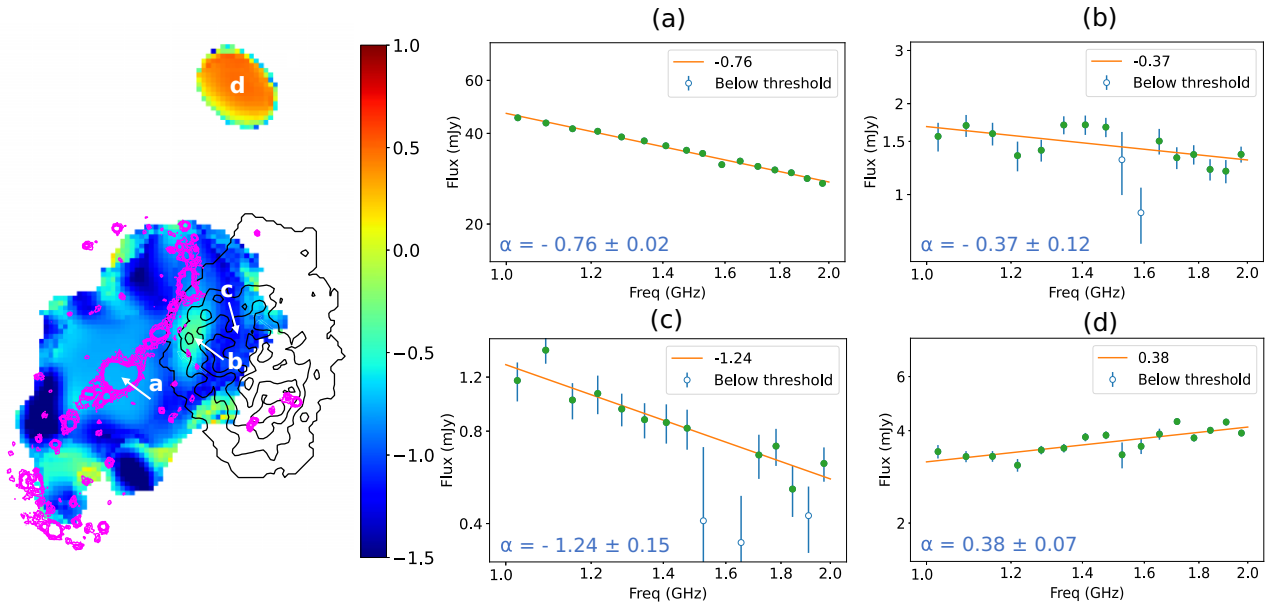 d
c
b
a
1.0
0.5
0.0
−0.5
−1.0
−1.5
(a)
-0.76
Below threshold
60
40
20
Flux (mJy)
α = - 0.76 ± 0.02
1.0
1.2
1.4
1.6
1.8
2.0
Freq (GHz)
(b)
-0.37
Below threshold
3
2
1.5
1
Flux (mJy)
α = - 0.37 ± 0.12
1.0
1.2
1.4
1.6
1.8
2.0
Freq (GHz)
(c)
-1.24
Below threshold
1.2
0.8
0.4
Flux (mJy)
α = - 1.24 ± 0.15
1.0
1.2
1.4
1.6
1.8
2.0
Freq (GHz)
(d)
0.38
Below threshold
6
4
2
Flux (mJy)
α = 0.38 ± 0.07
1.0
1.2
1.4
1.6
1.8
2.0
Freq (GHz)